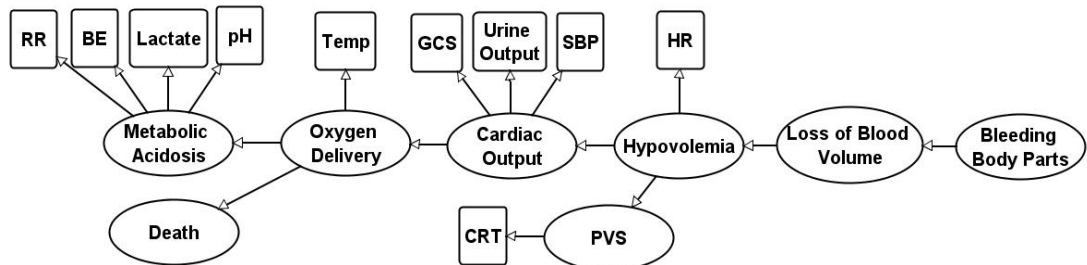 RR
BE
Lactate
pH
Temp
GCS
Urine
Output
SBP
HR
Metabolic
Acidosis
Oxygen
Delivery
Cardiac
Output
Hypovolemia
Loss of Blood
Volume
Bleeding
Body Parts
Death
CRT
PVS